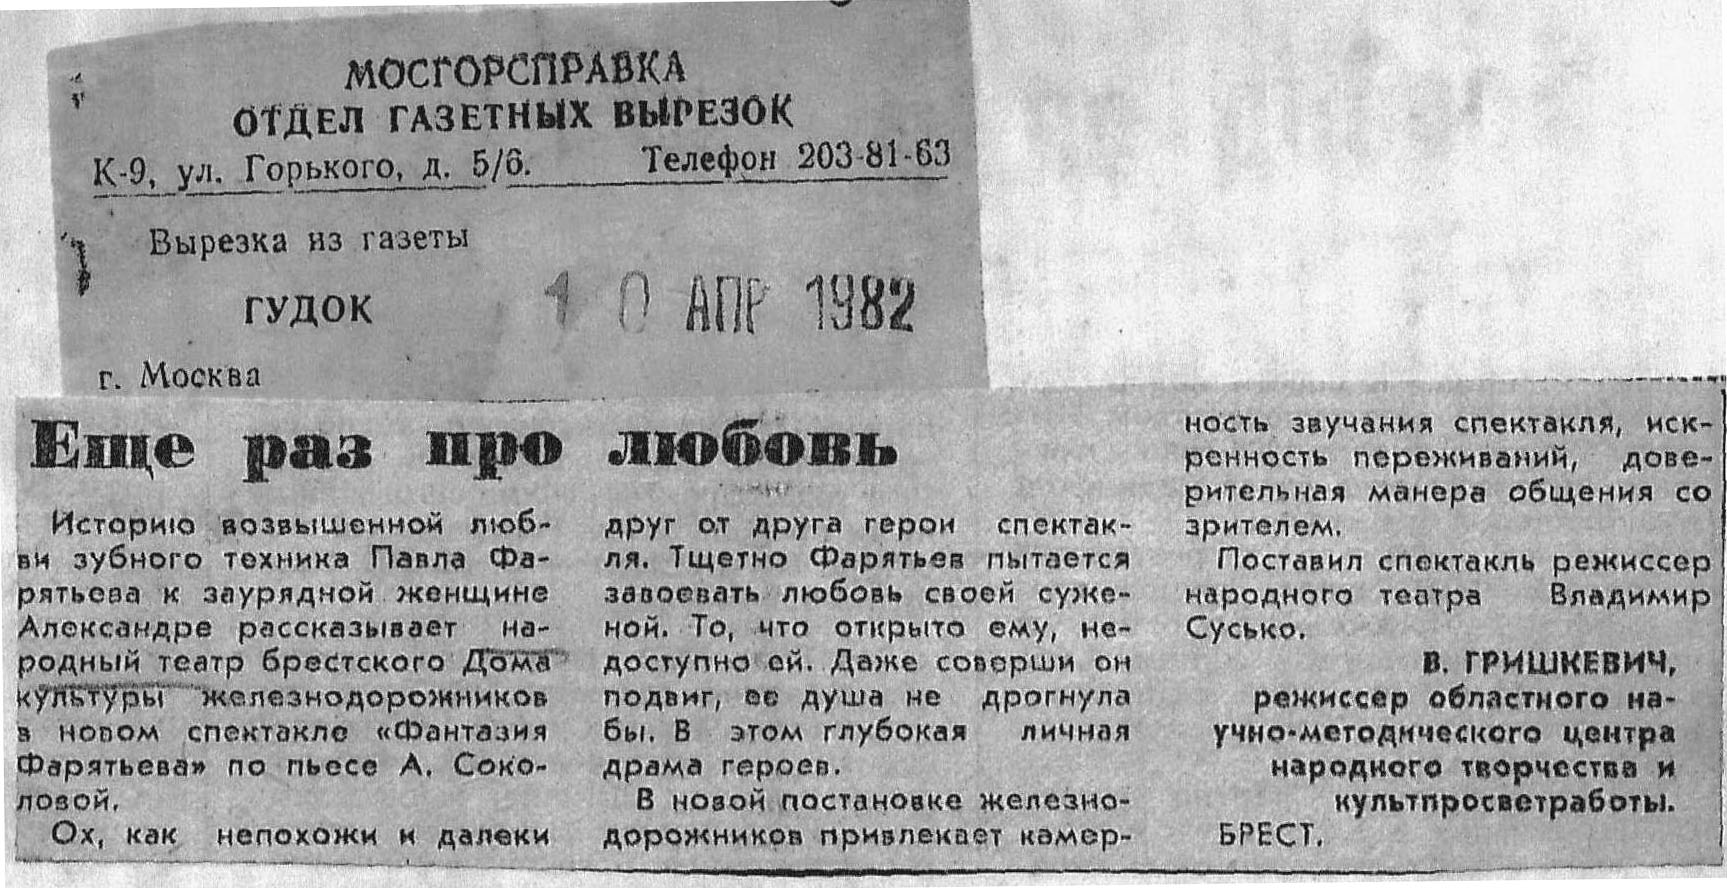 МОСГОРСПРАВКА
ОТДЕЛ ГАЗЕТНЫХ ВЫРЕЗОК
К-9, ул. Горького, д. 5/6. Телефон 203-81-63
Вырезка из газеты
ГУДОК
10 АПР 1982
г. Москва
Еще раз про любовь
Историю возвышенной люб-
ви зубного техника Павла Фа-
рятьева к заурядной женщине
Александре рассказывает на-
родный театр брестского Дома
культуры железнодорожников
в новом спектакле «Фантазия
Фарятьева» по пьесе А. Соко-
ловой.
Ох, как непохожи и далеки
друг от друга герои спектак-
ля. Тщетно Фарятьев пытается
завоевать любовь своей суже-
ной. То, что открыто ему, не-
доступно ей. Даже соверши он
подвиг, ее душа не дрогнула
бы. В этом глубокая личная
драма героев.
В новой постановке железно-
дорожников привлекает камер-
ность звучания спектакля, иск-
ренность переживаний, дове-
рительная манера общения со
зрителем.
Поставил спектакль режиссер
народного театра Владимир
Сусько.
В. ГРИШКЕВИЧ,
режиссер областного на-
учно-методического центра
народного творчества и
культпросветработы.
БРЕСТ.